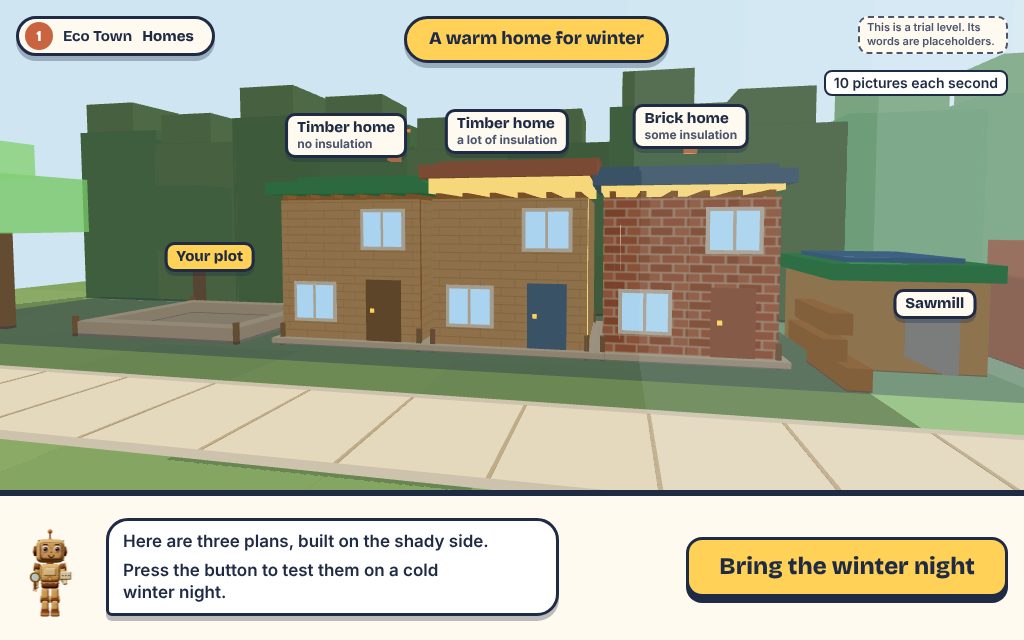 1 Eco Town Homes
A warm home for winter
This is a trial level. Its
words are placeholders.
10 pictures each second
Timber home
no insulation
Timber home
a lot of insulation
Brick home
some insulation
Your plot
Sawmill
Here are three plans, built on the shady side.
Press the button to test them on a cold
winter night.
Bring the winter night